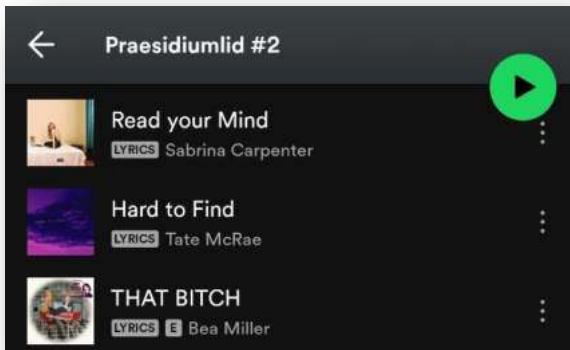 Praesidiumlid #2
Read your Mind
LYRICS Sabrina Carpenter
Hard to Find
LYRICS Tate McRae
THAT BITCH
LYRICS E Bea Miller